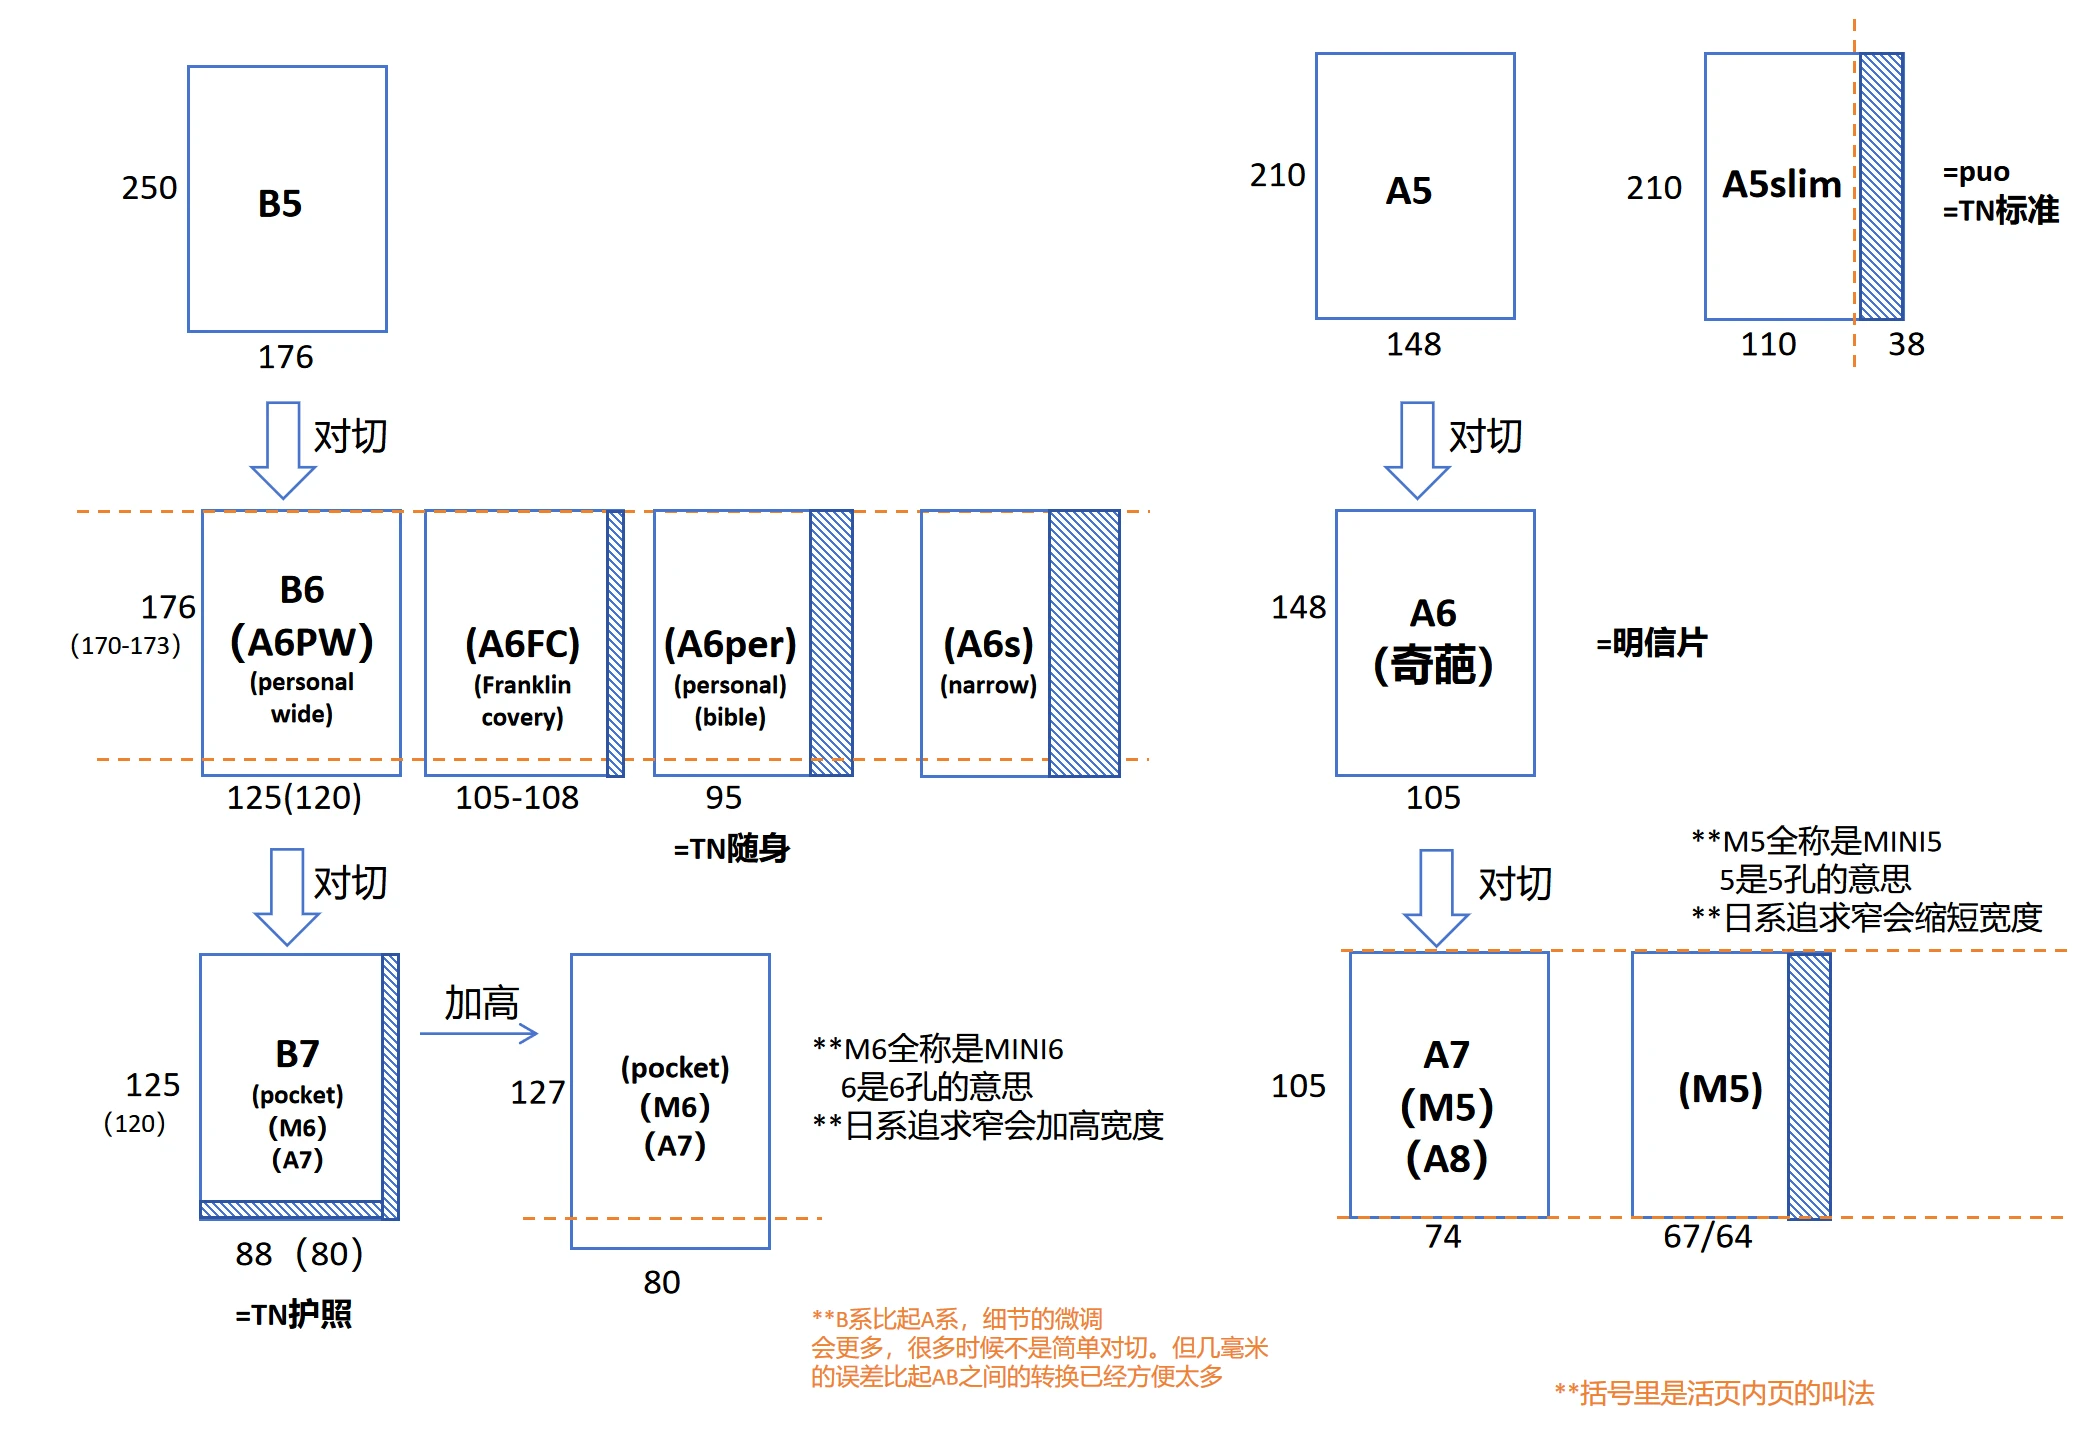 250
B5
176
210
A5
148
210
A5slim
110
38
=puo
=TN标准
对切
对切
176
(170-173)
B6
(A6PW)
(personal
wide)
125(120)
(A6FC)
(Franklin
covery)
105-108
(A6per)
(personal)
(bible)
95
=TN随身
(A6s)
(narrow)
148
A6
(奇葩)
105
=明信片
对切
对切
**M5全称是MINI5
5是5孔的意思
**日系追求窄会缩短宽度
125
(120)
B7
(pocket)
(M6)
(A7)
88（80）
=TN护照
加高
127
(pocket)
(M6)
(A7)
80
**M6全称是MINI6
6是6孔的意思
**日系追求窄会加高宽度
105
A7
(M5)
(A8)
74
(M5)
67/64
**B系比起A系，细节的微调
会更多，很多时候不是简单对切。但几毫米
的误差比起AB之间的转换已经方便太多
**括号里是活页内页的叫法